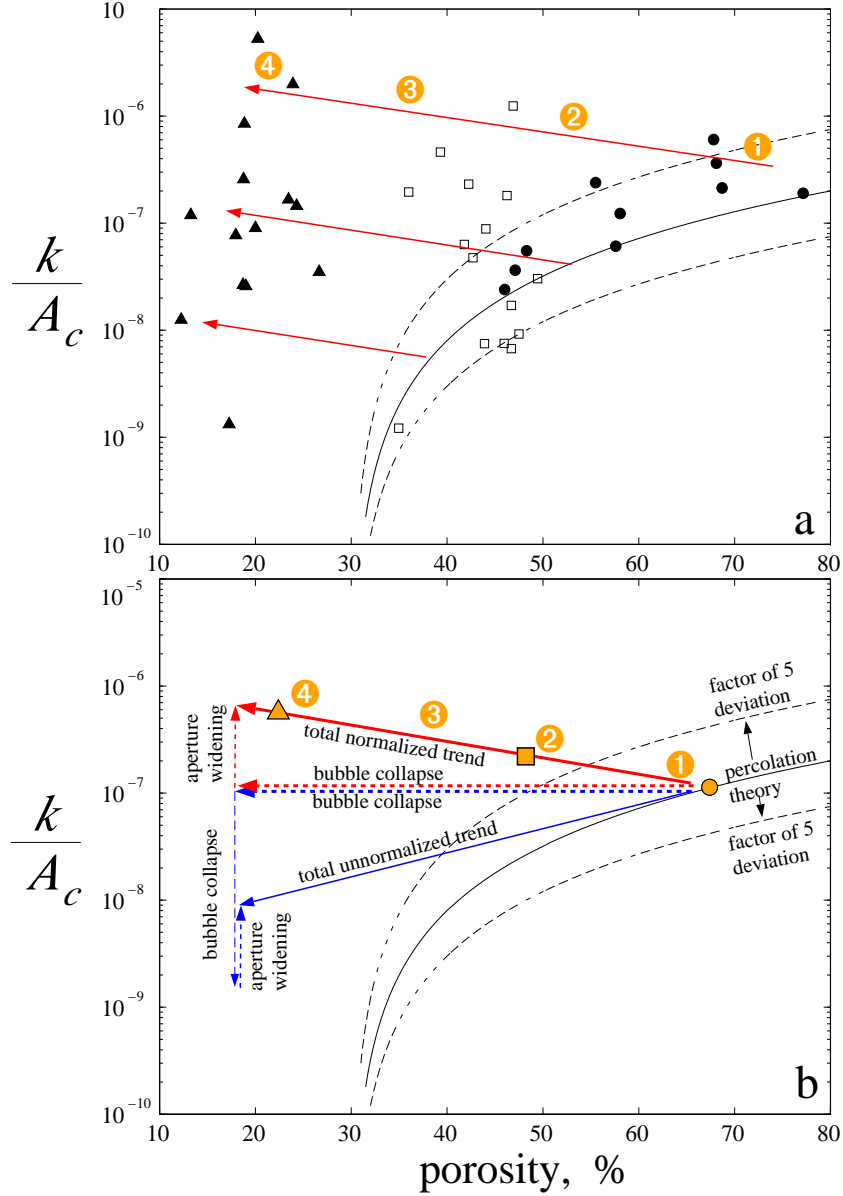 10
10⁻⁶
10⁻⁷
10⁻⁸
10⁻⁹
10⁻¹⁰
k
A_c
4
3
2
1
a
10 20 30 40 50 60 70 80
10⁻⁵
10⁻⁶
10⁻⁷
10⁻⁸
10⁻⁹
10⁻¹⁰
k
A_c
4
3
2
1
factor of 5
deviation
aperture
widening
total normalized trend
percolation
theory
bubble collapse
bubble collapse
factor of 5
deviation
total unnormalized trend
bubble collapse
aperture
widening
b
10 20 30 40 50 60 70 80
porosity, %